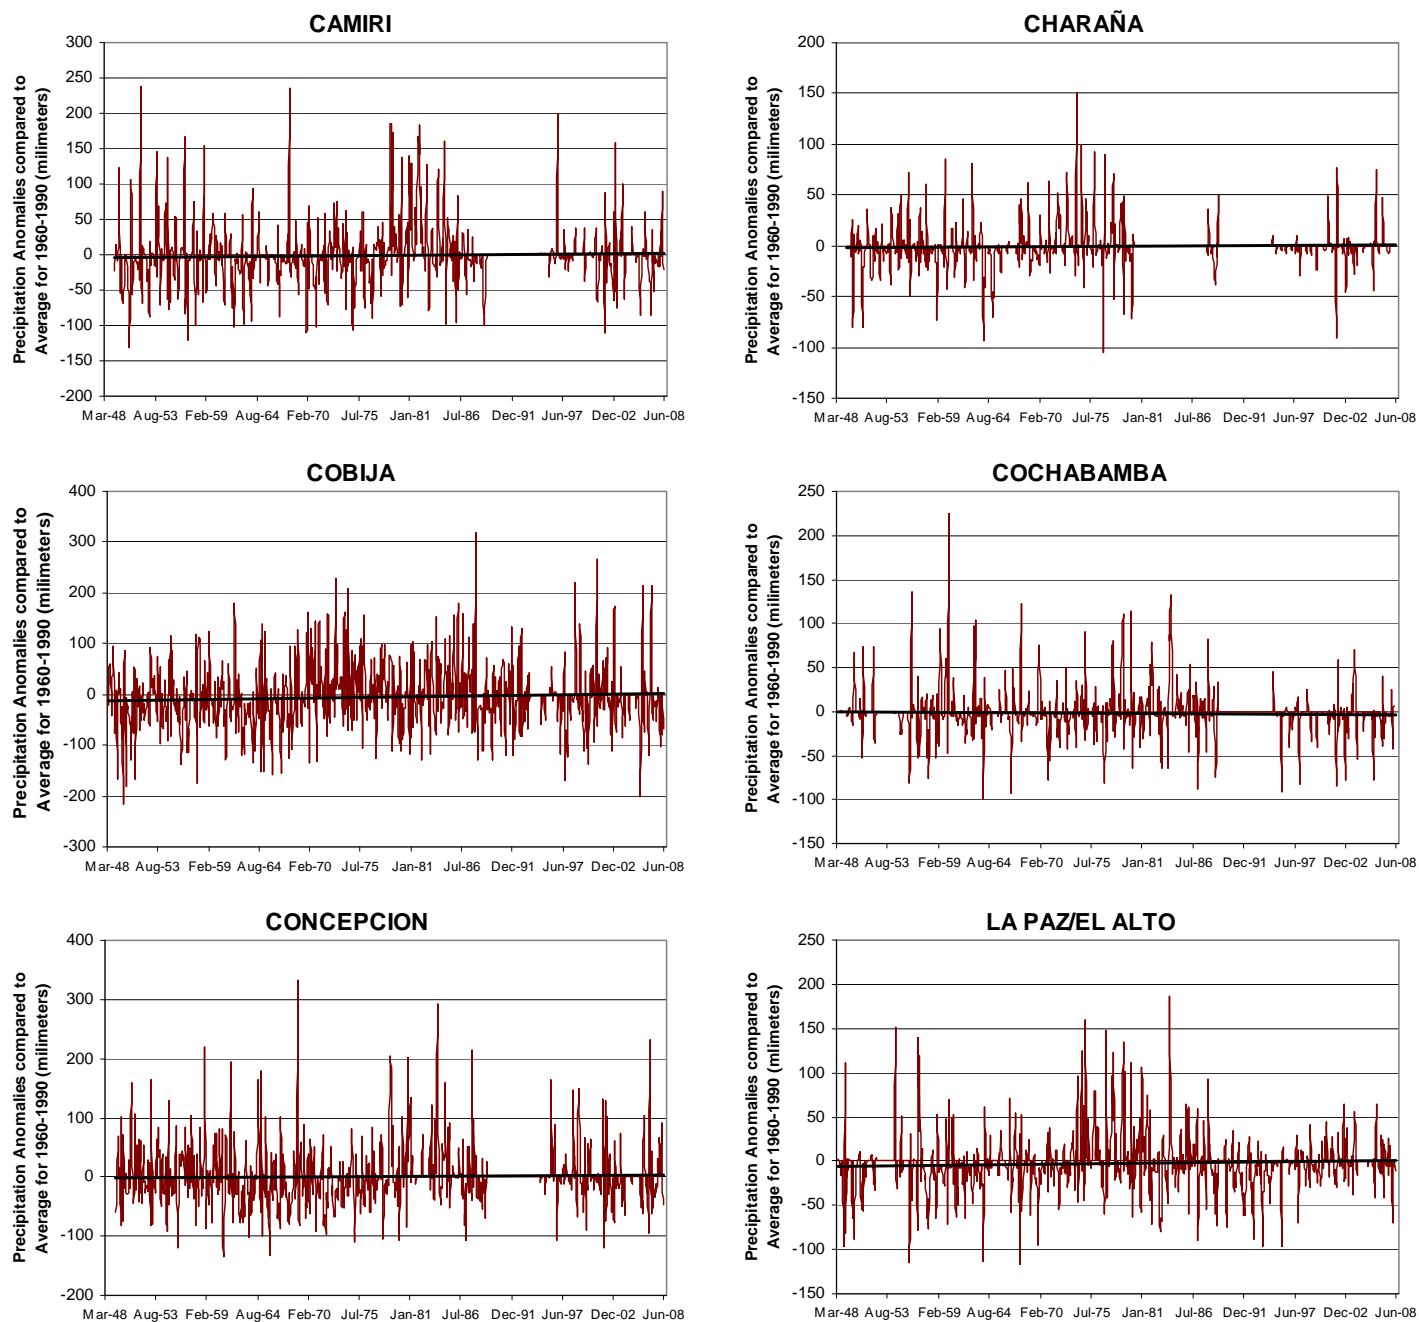 CAMIRI
Precipitation Anomalies compared to
Average for 1960-1990 (milimeters)
300
250
200
150
100
50
0
-50
-100
-150
-200
Mar-48 Aug-53 Feb-59 Aug-64 Feb-70 Jul-75 Jan-81 Jul-86 Dec-91 Jun-97 Dec-02 Jun-08
CHARAÑA
Precipitation Anomalies compared to
Average for 1960-1990 (milimeters)
200
150
100
50
0
-50
-100
-150
Mar-48 Aug-53 Feb-59 Aug-64 Feb-70 Jul-75 Jan-81 Jul-86 Dec-91 Jun-97 Dec-02 Jun-08
COBIJA
Precipitation Anomalies compared to
Average for 1960-1990 (milimeters)
400
300
200
100
0
-100
-200
-300
Mar-48 Aug-53 Feb-59 Aug-64 Feb-70 Jul-75 Jan-81 Jul-86 Dec-91 Jun-97 Dec-02 Jun-08
COCHABAMBA
Precipitation Anomalies compared to
Average for 1960-1990 (milimeters)
250
200
150
100
50
0
-50
-100
-150
Mar-48 Aug-53 Feb-59 Aug-64 Feb-70 Jul-75 Jan-81 Jul-86 Dec-91 Jun-97 Dec-02 Jun-08
CONCEPCION
Precipitation Anomalies compared to
Average for 1960-1990 (milimeters)
400
300
200
100
0
-100
-200
Mar-48 Aug-53 Feb-59 Aug-64 Feb-70 Jul-75 Jan-81 Jul-86 Dec-91 Jun-97 Dec-02 Jun-08
LA PAZ/EL ALTO
Precipitation Anomalies compared to
Average for 1960-1990 (milimeters)
250
200
150
100
50
0
-50
-100
-150
Mar-48 Aug-53 Feb-59 Aug-64 Feb-70 Jul-75 Jan-81 Jul-86 Dec-91 Jun-97 Dec-02 Jun-08